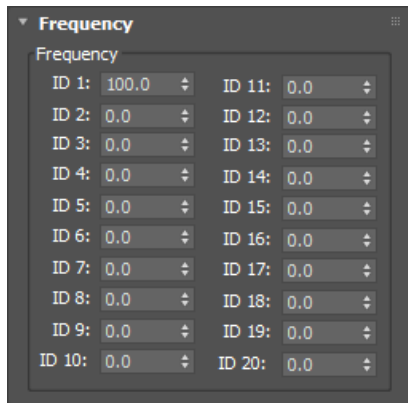 Frequency
Frequency
ID 1: 100.0 ID 11: 0.0
ID 2: 0.0 ID 12: 0.0
ID 3: 0.0 ID 13: 0.0
ID 4: 0.0 ID 14: 0.0
ID 5: 0.0 ID 15: 0.0
ID 6: 0.0 ID 16: 0.0
ID 7: 0.0 ID 17: 0.0
ID 8: 0.0 ID 18: 0.0
ID 9: 0.0 ID 19: 0.0
ID 10: 0.0 ID 20: 0.0